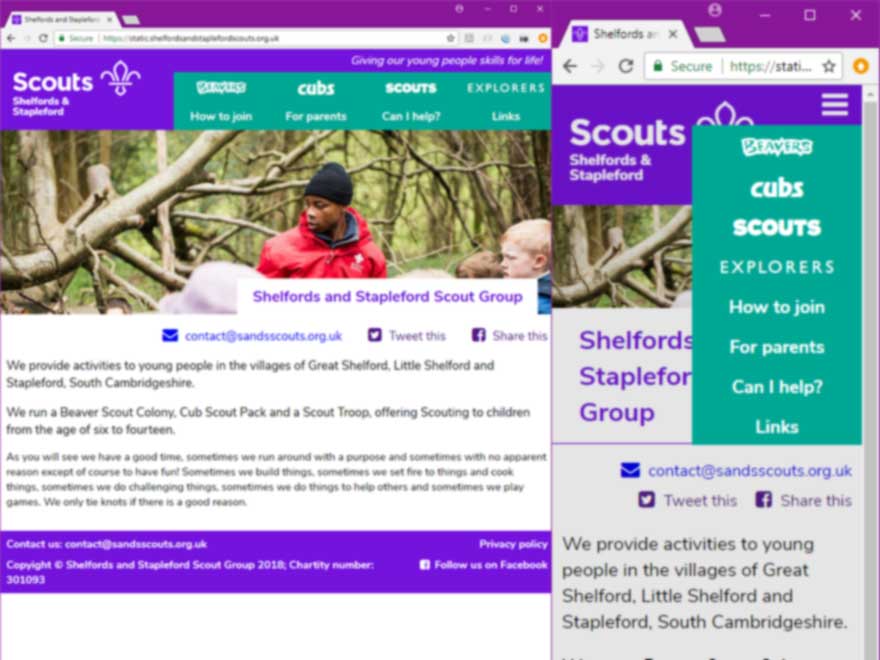 Shelfords and Stapleford
Secure https://static.shelfordsandstaplefordscouts.org.uk
Giving our young people skills for life!
Scouts
Shelfords &
Stapleford
BEAVERS cubs SCOUTS EXPLORERS
How to join For parents Can I help? Links
Shelfords and Stapleford Scout Group
contact@sandsscouts.org.uk Tweet this Share this
We provide activities to young people in the villages of Great Shelford, Little Shelford and
Stapleford, South Cambridgeshire.
We run a Beaver Scout Colony, Cub Scout Pack and a Scout Troop, offering Scouting to children
from the age of six to fourteen.
As you will see we have a good time, sometimes we run around with a purpose and sometimes with no apparent
reason except of course to have fun! Sometimes we build things, sometimes we set fire to things and cook
things, sometimes we do challenging things, sometimes we do things to help others and sometimes we play
games. We only tie knots if there is a good reason.
Contact us: contact@sandsscouts.org.uk Privacy policy
Copyight © Shelfords and Stapleford Scout Group 2018; Chartity number:
301093
Follow us on Facebook
Shelfords an
Secure https://stati...
Scouts
Shelfords &
Stapleford
BEAVERS
cubs
SCOUTS
EXPLORERS
How to join
For parents
Can I help?
Links
Shelfords
Staplefor
Group
contact@sandsscouts.org.uk
Tweet this Share this
We provide activities to young
people in the villages of Great
Shelford, Little Shelford and
Stapleford, South Cambridgeshire.